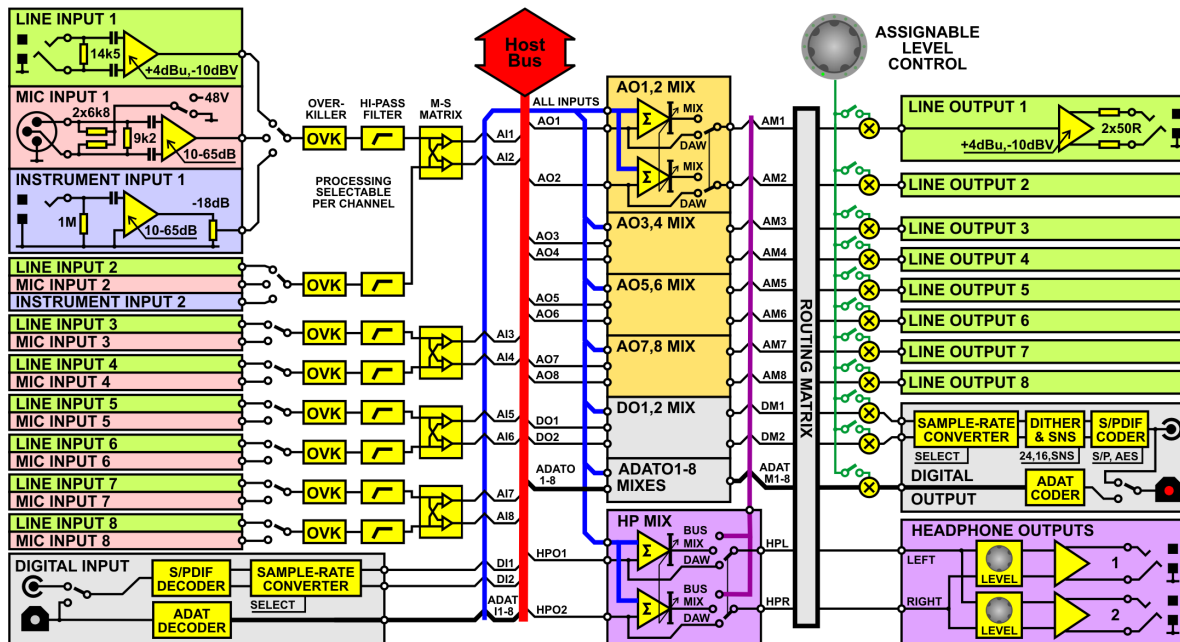 LINE INPUT 1
14k5
+4dBu,-10dBV
MIC INPUT 1
2x6k8
48V
9k2
10-65dB
INSTRUMENT INPUT 1
1M
-18dB
10-65dB
LINE INPUT 2
MIC INPUT 2
INSTRUMENT INPUT 2
LINE INPUT 3
MIC INPUT 3
LINE INPUT 4
MIC INPUT 4
LINE INPUT 5
MIC INPUT 5
LINE INPUT 6
MIC INPUT 6
LINE INPUT 7
MIC INPUT 7
LINE INPUT 8
MIC INPUT 8
DIGITAL INPUT
S/PDIF
DECODER
SAMPLE-RATE
CONVERTER
SELECT
ADAT
DECODER
OVER-
KILLER
HI-PASS
FILTER
M-S
MATRIX
OVK
PROCESSING
SELECTABLE
PER CHANNEL
OVK
OVK
OVK
OVK
OVK
OVK
OVK
AI1
AI2
AI3
AI4
AI5
AI6
AI7
AI8
DI1
DI2
ADAT
I1-8
Host
Bus
ALL INPUTS
AO1
AO2
AO3
AO4
AO5
AO6
AO7
AO8
DO1
DO2
ADATO
1-8
HPO1
HPO2
AO1,2 MIX
Σ
MIX
DAW
Σ
MIX
DAW
AO3,4 MIX
AO5,6 MIX
AO7,8 MIX
DO1,2 MIX
ADATO1-8
MIXES
HP MIX
Σ
BUS
MIX
DAW
Σ
BUS
MIX
DAW
AM1
AM2
AM3
AM4
AM5
AM6
AM7
AM8
DM1
DM2
ADAT
M1-8
HPL
HPR
ROUTING MATRIX
ASSIGNABLE
LEVEL
CONTROL
LINE OUTPUT 1
2x50R
+4dBu,-10dBV
LINE OUTPUT 2
LINE OUTPUT 3
LINE OUTPUT 4
LINE OUTPUT 5
LINE OUTPUT 6
LINE OUTPUT 7
LINE OUTPUT 8
SAMPLE-RATE
CONVERTER
SELECT
DITHER
& SNS
24,16,SNS
S/PDIF
CODER
S/P, AES
DIGITAL
OUTPUT
ADAT
CODER
HEADPHONE OUTPUTS
LEFT
LEVEL
1
RIGHT
LEVEL
2